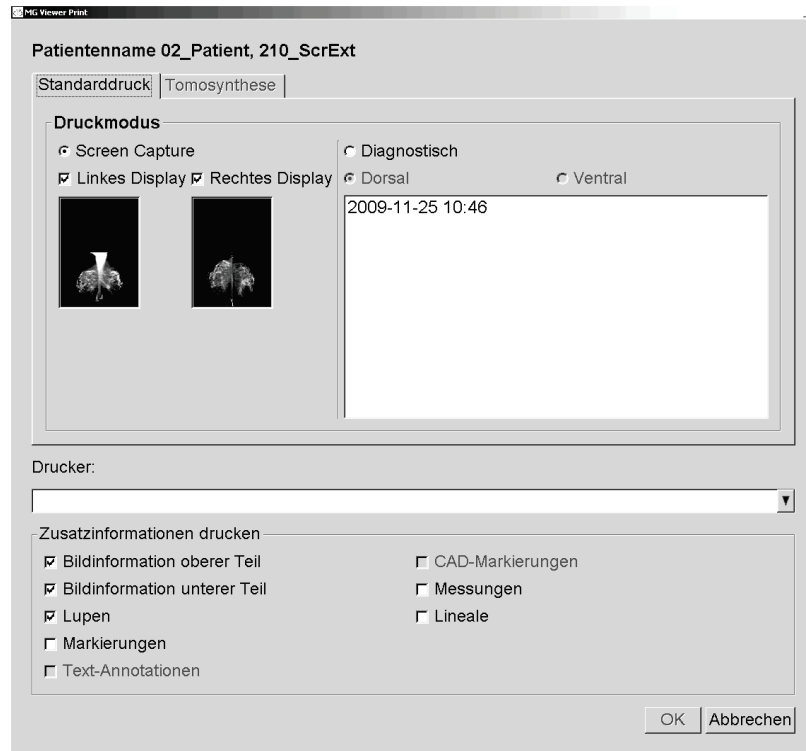 MG Viewer Print
Patientenname 02_Patient, 210_ScrExt
Standarddruck Tomosynthese
Druckmodus
Screen Capture Diagnostisch
Linkes Display Rechtes Display Dorsal Ventral
2009-11-25 10:46
Drucker:
Zusatzinformationen drucken
Bildinformation oberer Teil CAD-Markierungen
Bildinformation unterer Teil Messungen
Lupen Lineale
Markierungen
Text-Annotationen
OK Abbrechen